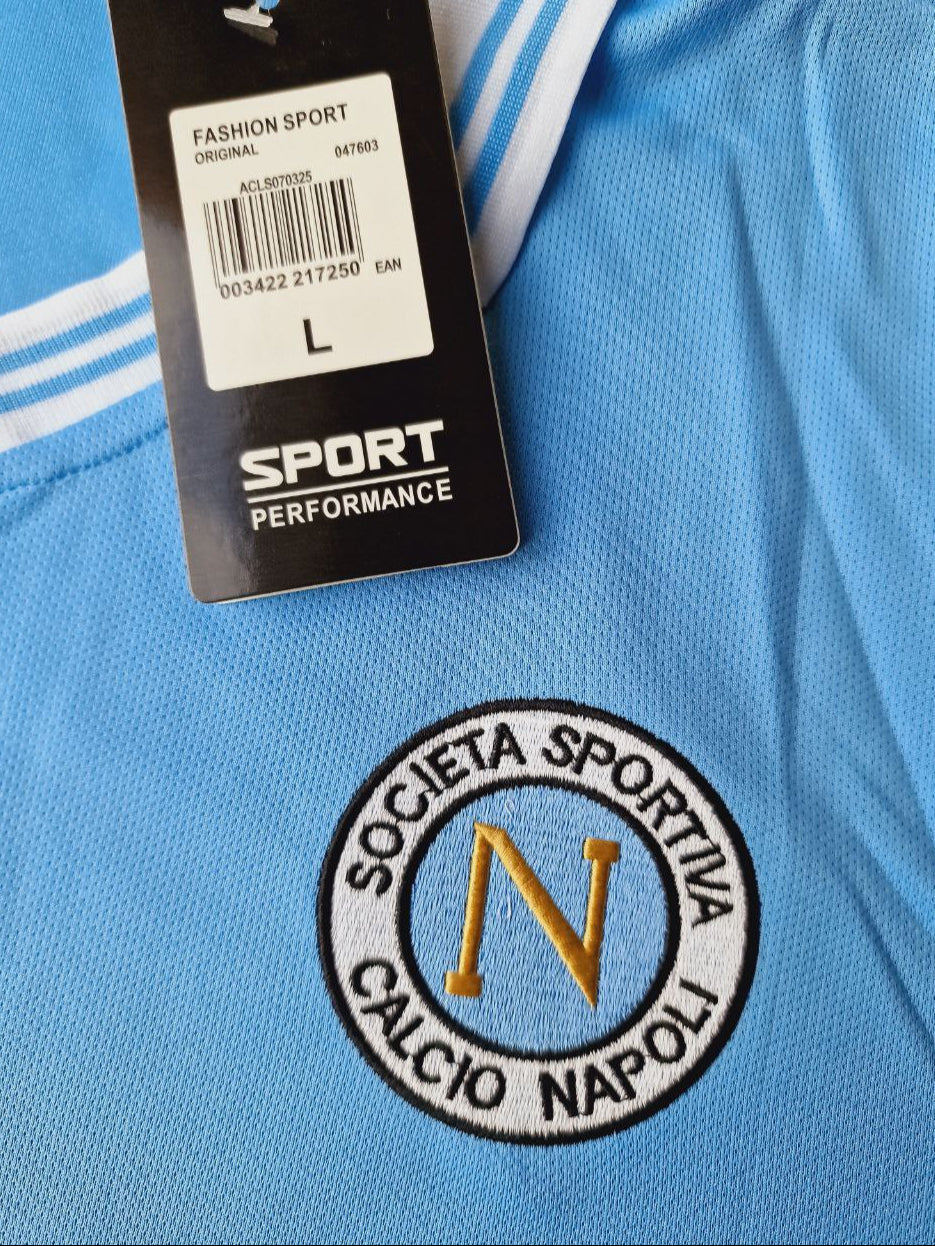 FASHION SPORT
ORIGINAL 047603
ACLS070325
003422 217250 EAN
L
SPORT
PERFORMANCE
SOCIETA SPORTIVA
N
CALCIO NAPOLI